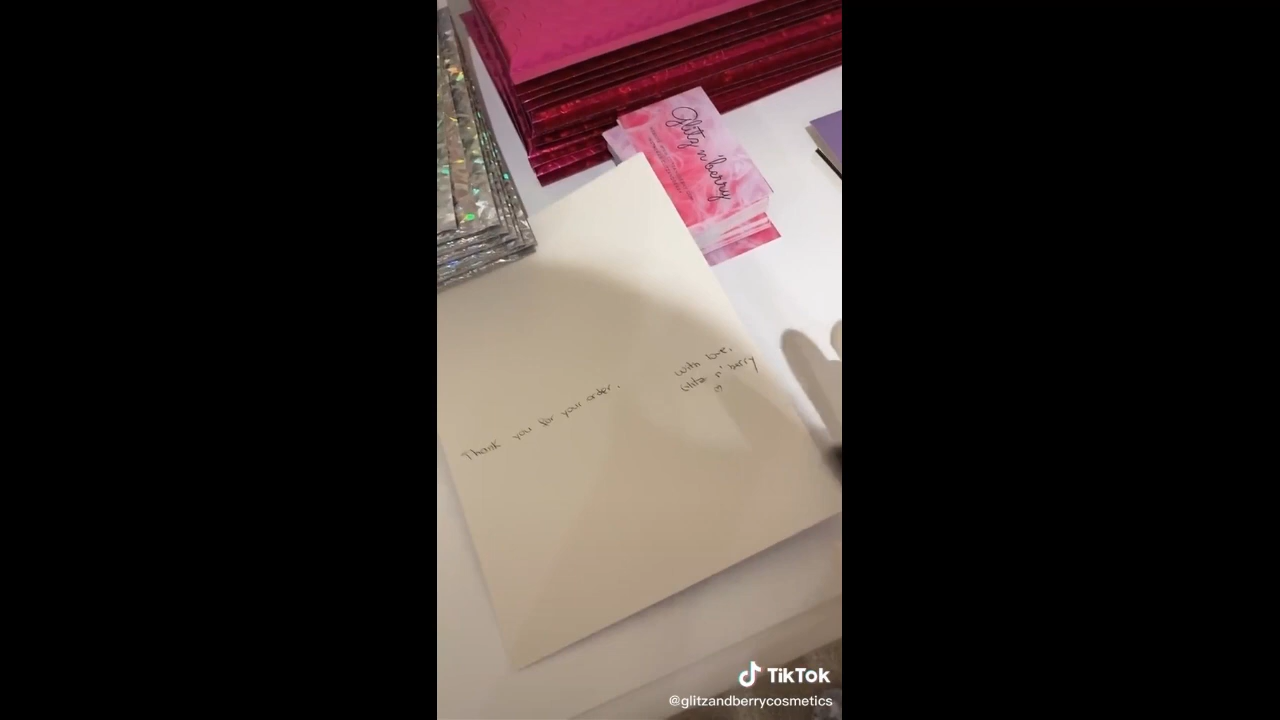 Glitz n' berry
Thank you for your order.
With love,
Glitz n' berry
TikTok
@glitzandberrycosmetics